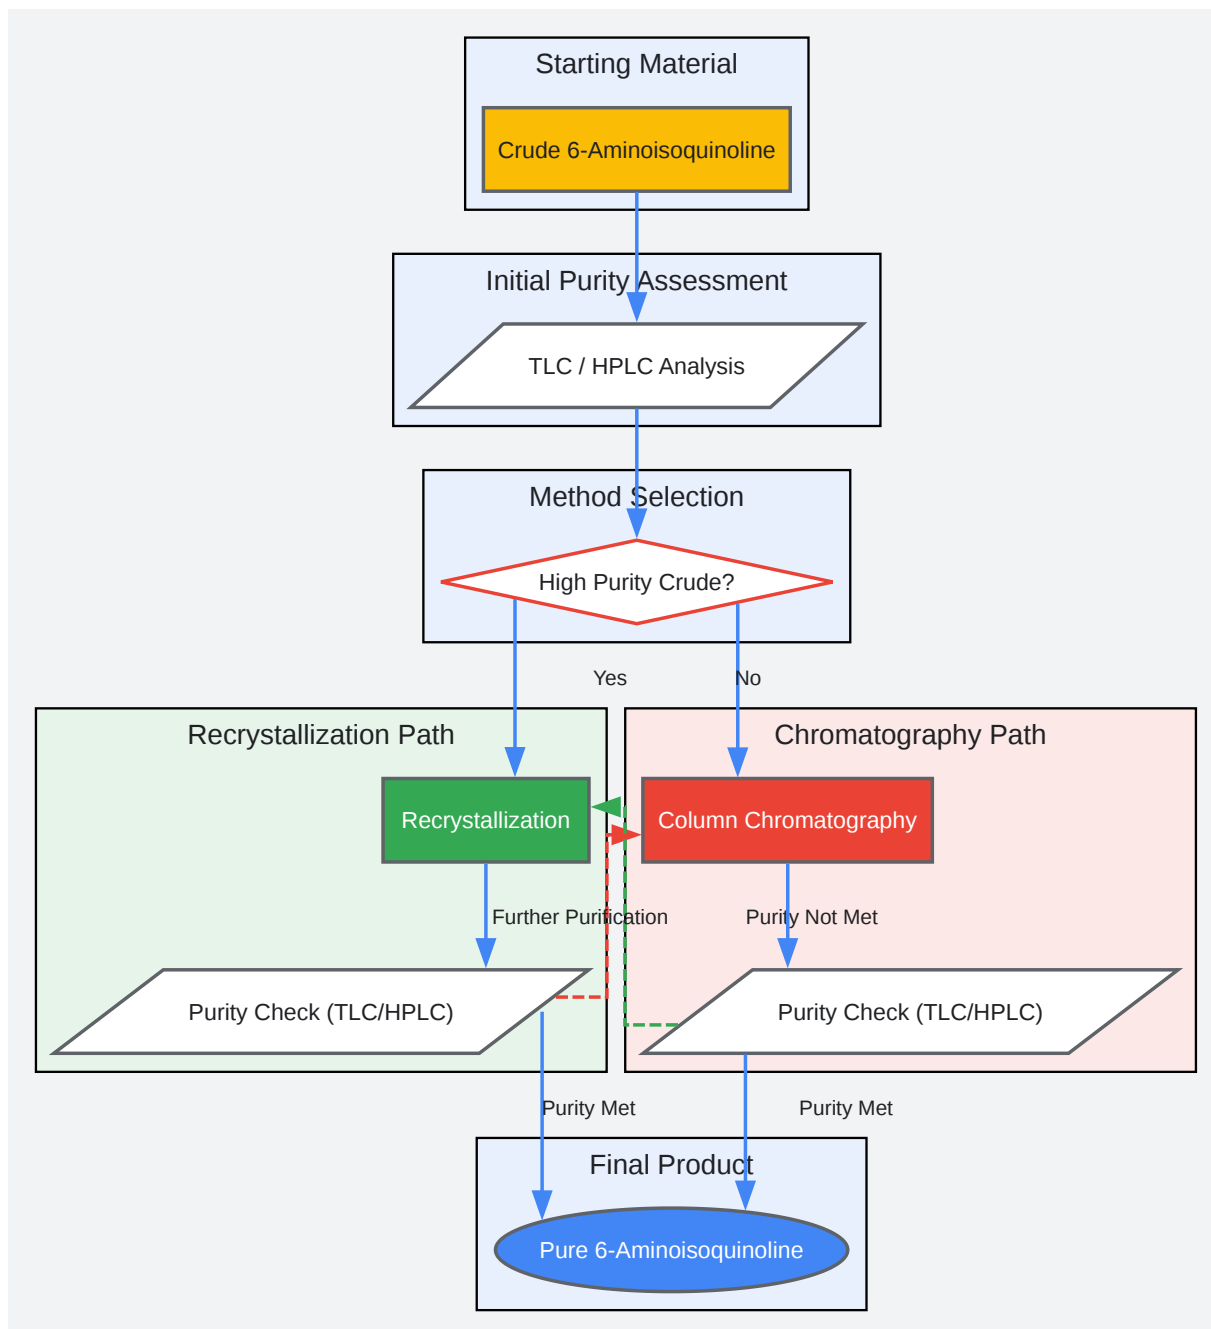 Starting Material
Crude 6-Aminoisoquinoline
Initial Purity Assessment
TLC / HPLC Analysis
Method Selection
High Purity Crude?
Yes
No
Recrystallization Path
Chromatography Path
Recrystallization
Column Chromatography
Further Purification
Purity Not Met
Purity Check (TLC/HPLC)
Purity Check (TLC/HPLC)
Purity Met
Purity Met
Final Product
Pure 6-Aminoisoquinoline